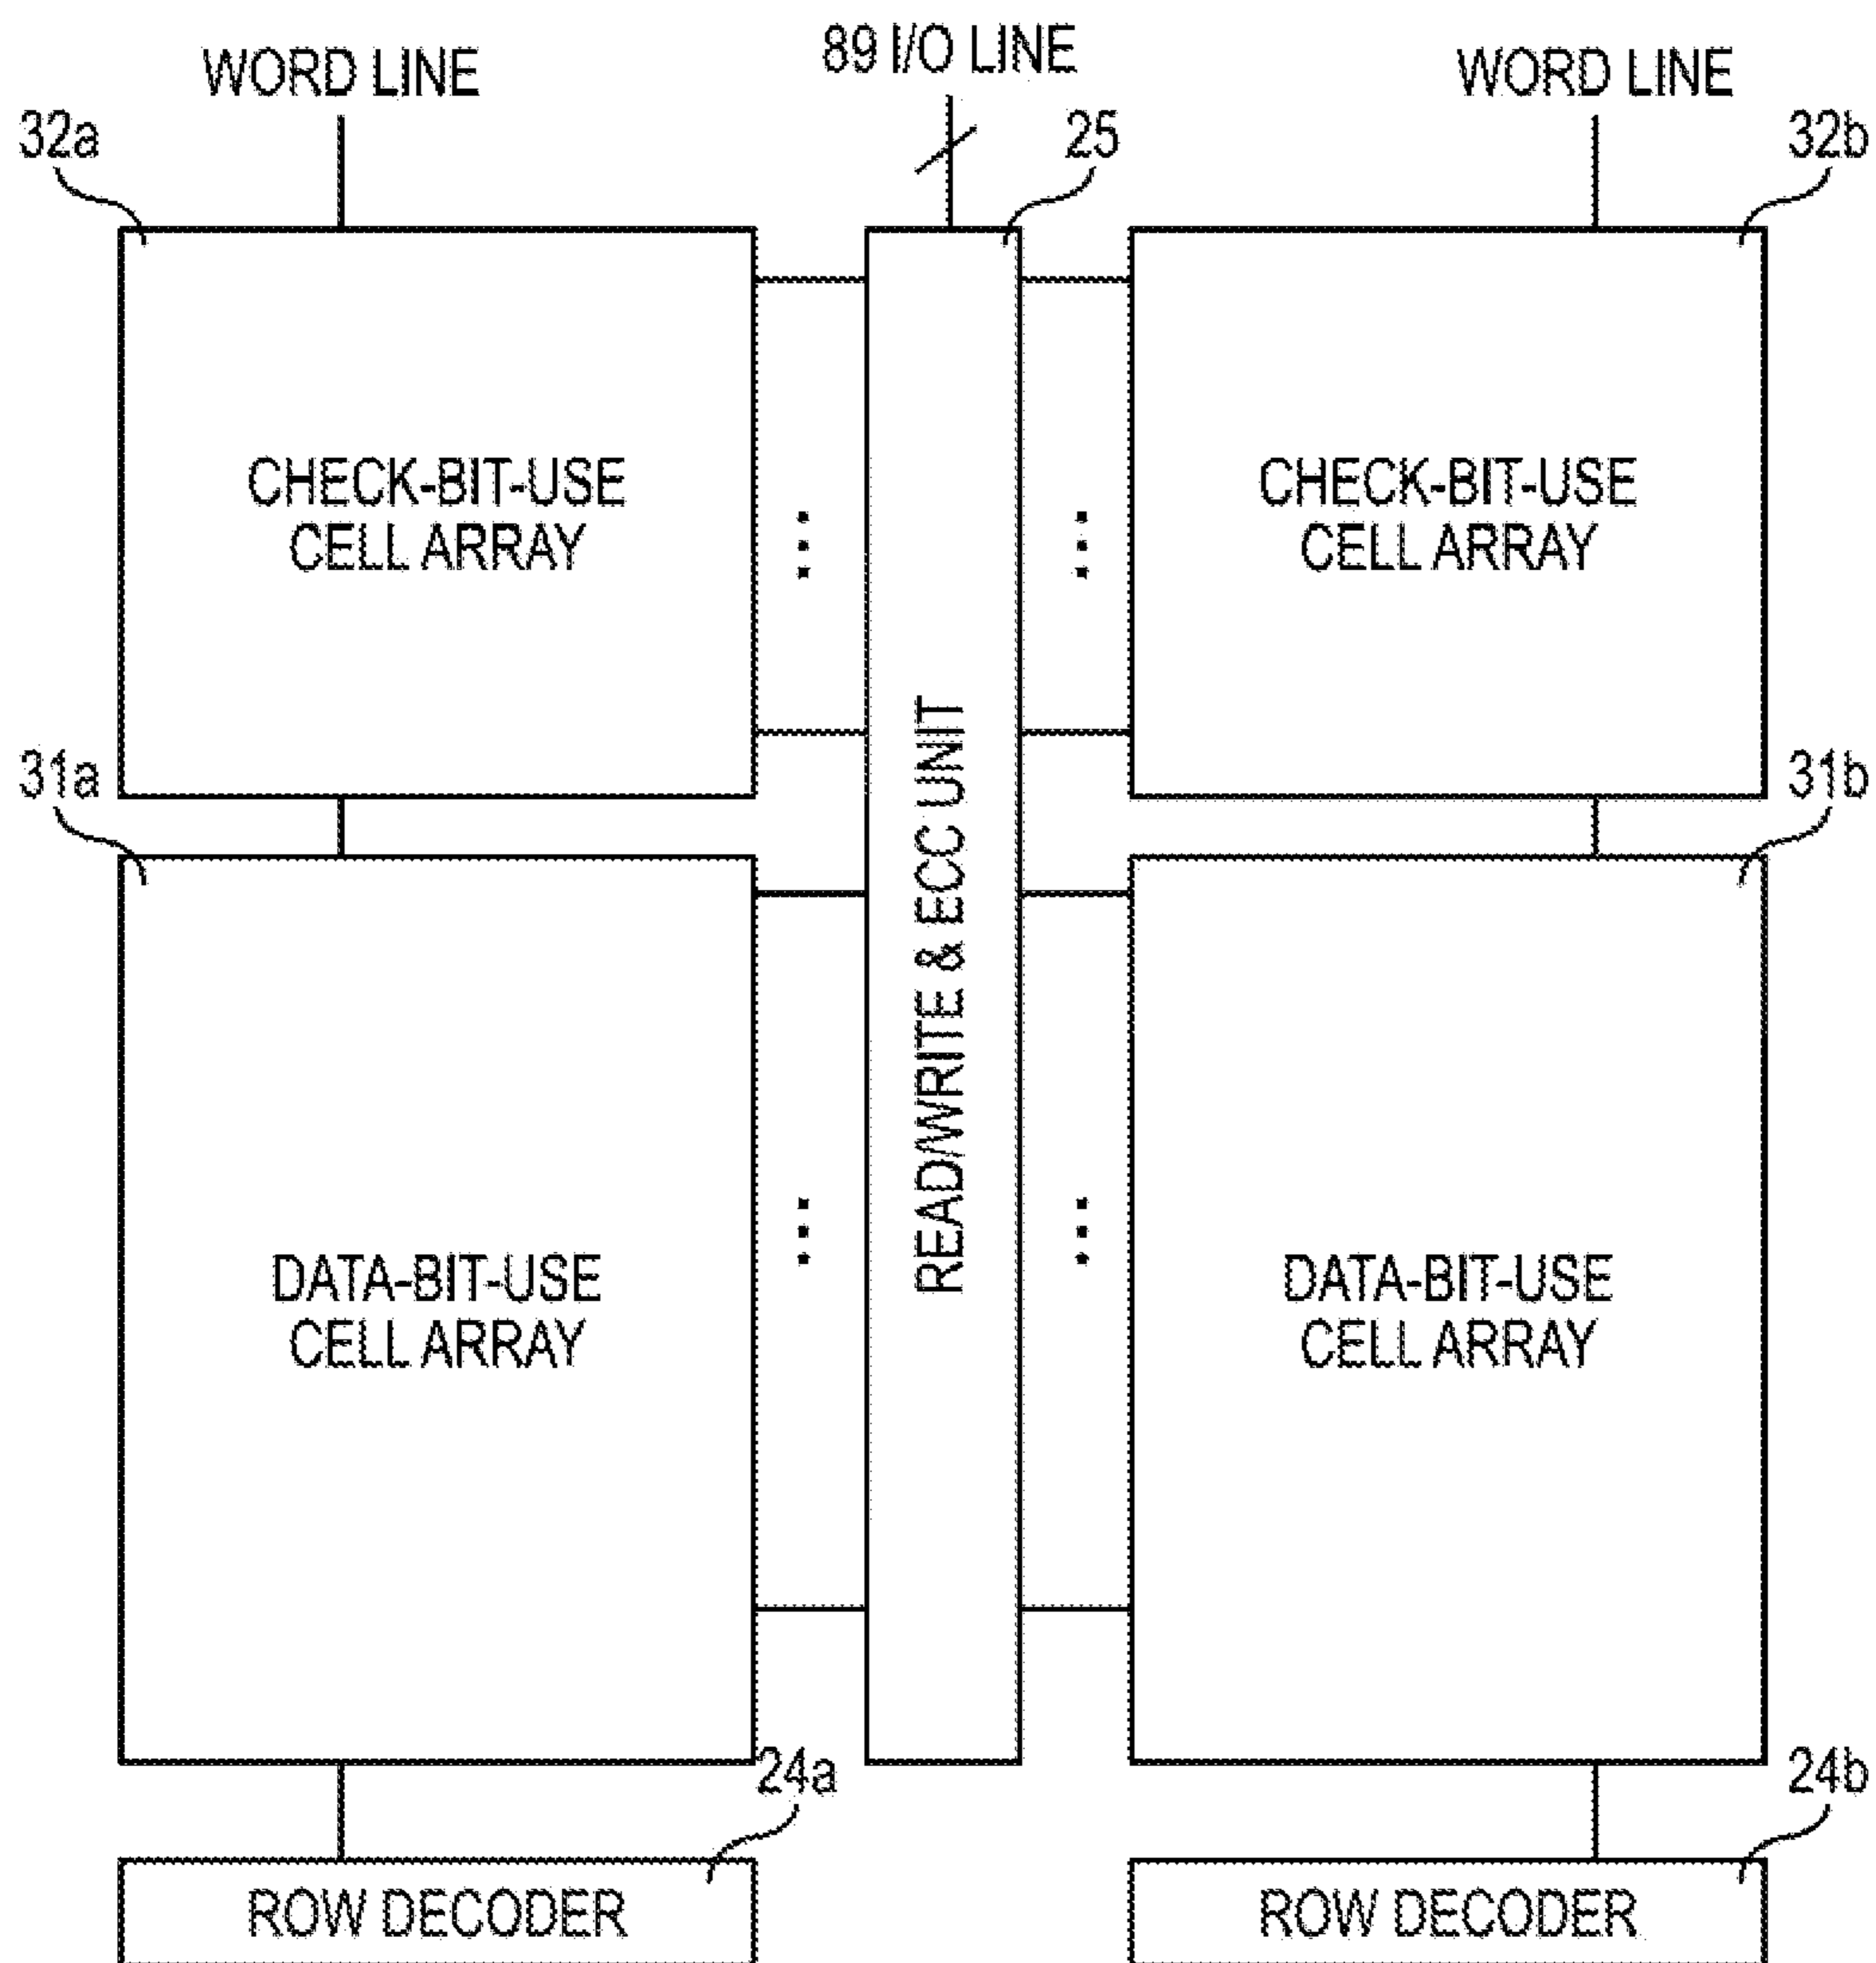 WORD LINE
89 I/O LINE
WORD LINE
32a
25
32b
CHECK-BIT-USE
CELL ARRAY
CHECK-BIT-USE
CELL ARRAY
31a
31b
READ/WRITE & ECC UNIT
DATA-BIT-USE
CELL ARRAY
DATA-BIT-USE
CELL ARRAY
24a
24b
ROW DECODER
ROW DECODER